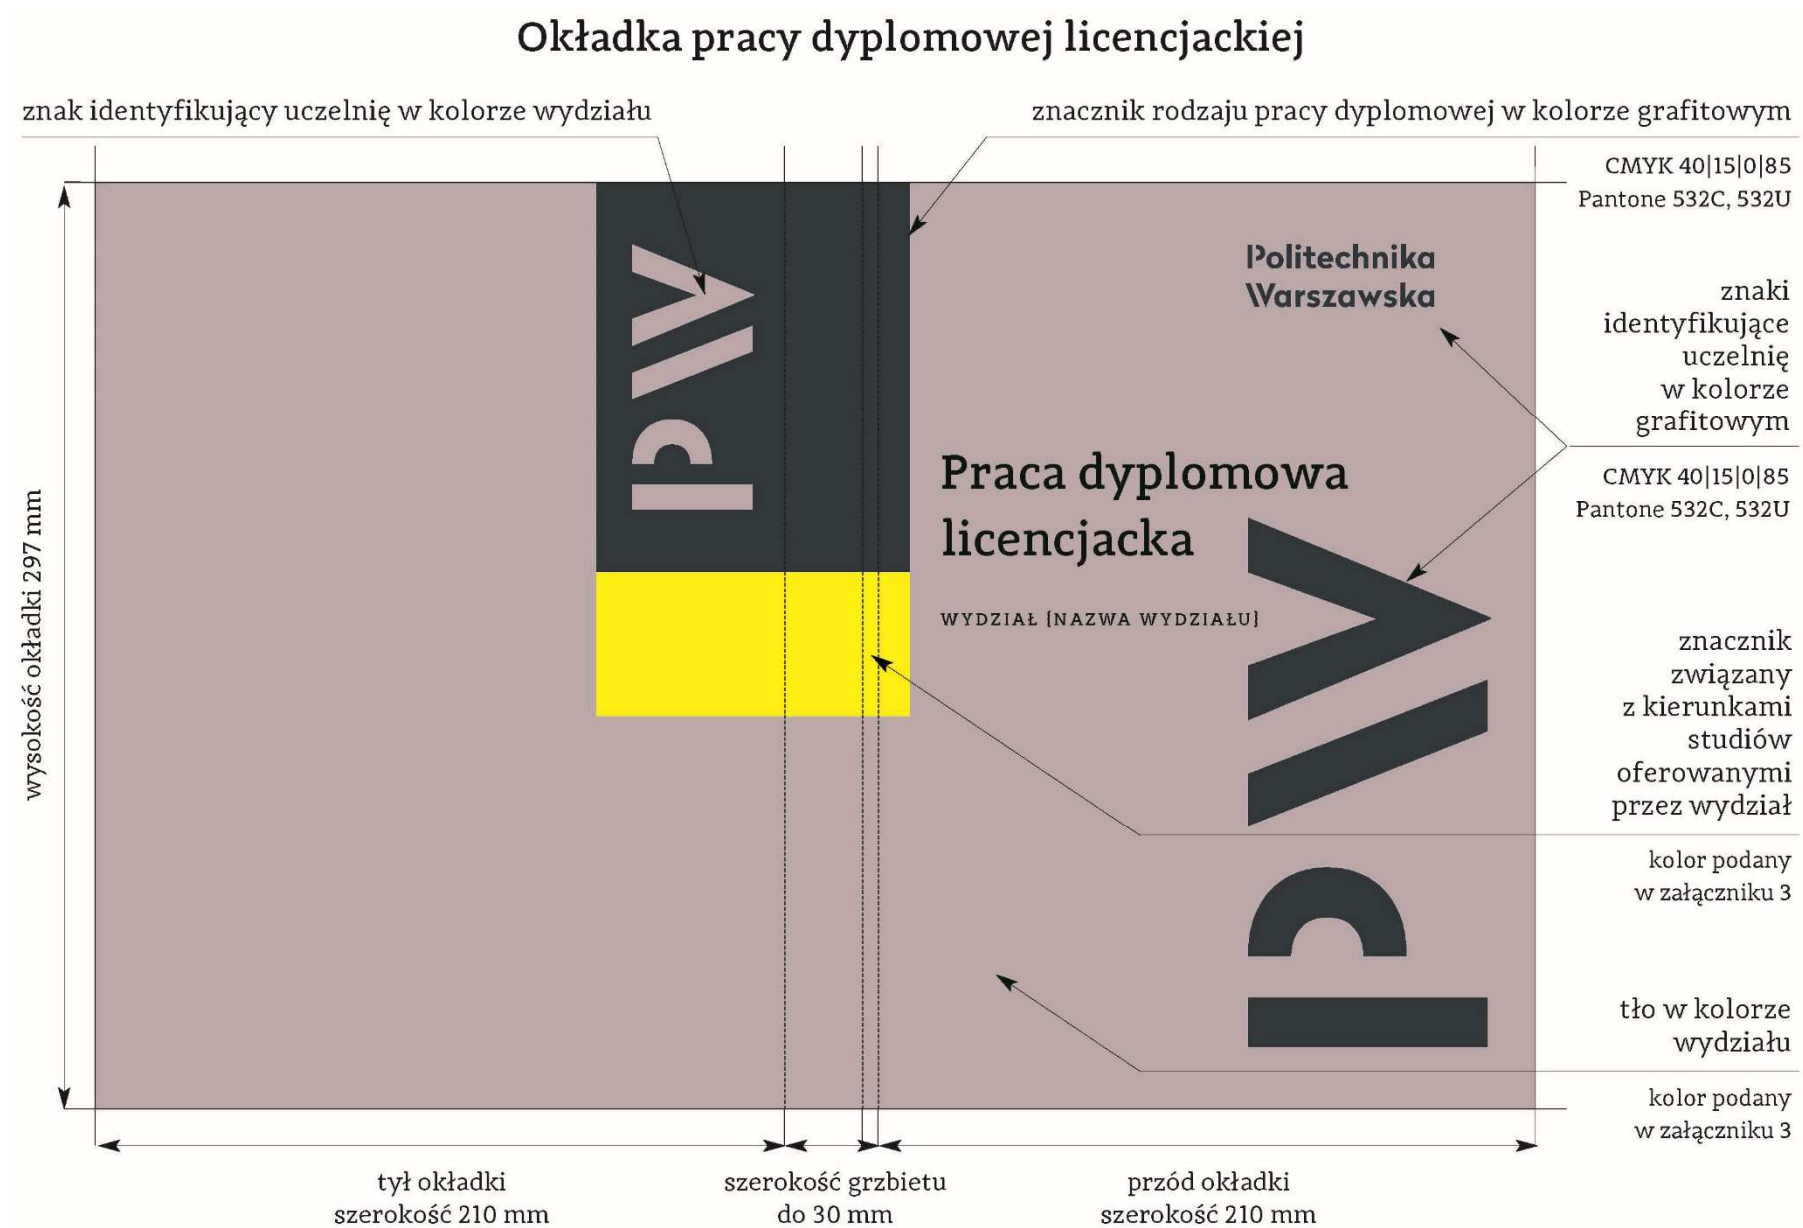 Okładka pracy dyplomowej licencjackiej
znak identyfikujący uczelnię w kolorze wydziału
znacznik rodzaju pracy dyplomowej w kolorze grafitowym
CMYK 40|15|0|85
Pantone 532C, 532U
PW
Politechnika
Warszawska
znaki
identyfikujące
uczelnię
w kolorze
grafitowym
CMYK 40|15|0|85
Pantone 532C, 532U
Praca dyplomowa
licencjacka
WYDZIAŁ {NAZWA WYDZIAŁU}
PW
wysokość okładki 297 mm
znacznik
związany
z kierunkami
studiów
oferowanymi
przez wydział
kolor podany
w załączniku 3
tło w kolorze
wydziału
kolor podany
w załączniku 3
tył okładki
szerokość 210 mm
szerokość grzbietu
do 30 mm
przód okładki
szerokość 210 mm